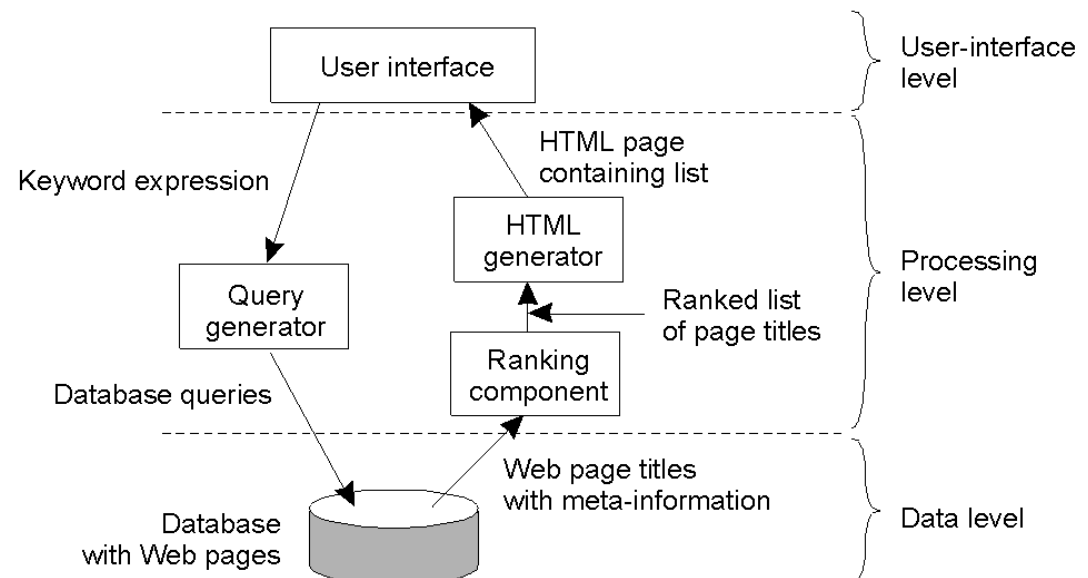 User interface
User-interface
level
Keyword expression
HTML page
containing list
HTML
generator
Query
generator
Ranked list
of page titles
Processing
level
Ranking
component
Database queries
Web page titles
with meta-information
Database
with Web pages
Data level